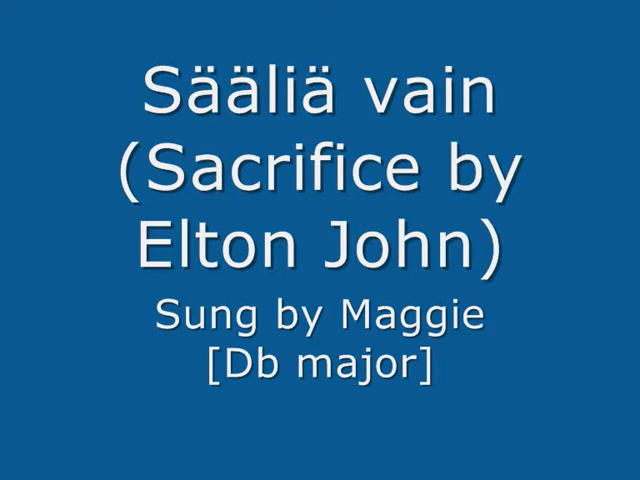 Sääliä vain
(Sacrifice by
Elton John)
Sung by Maggie
[Db major]